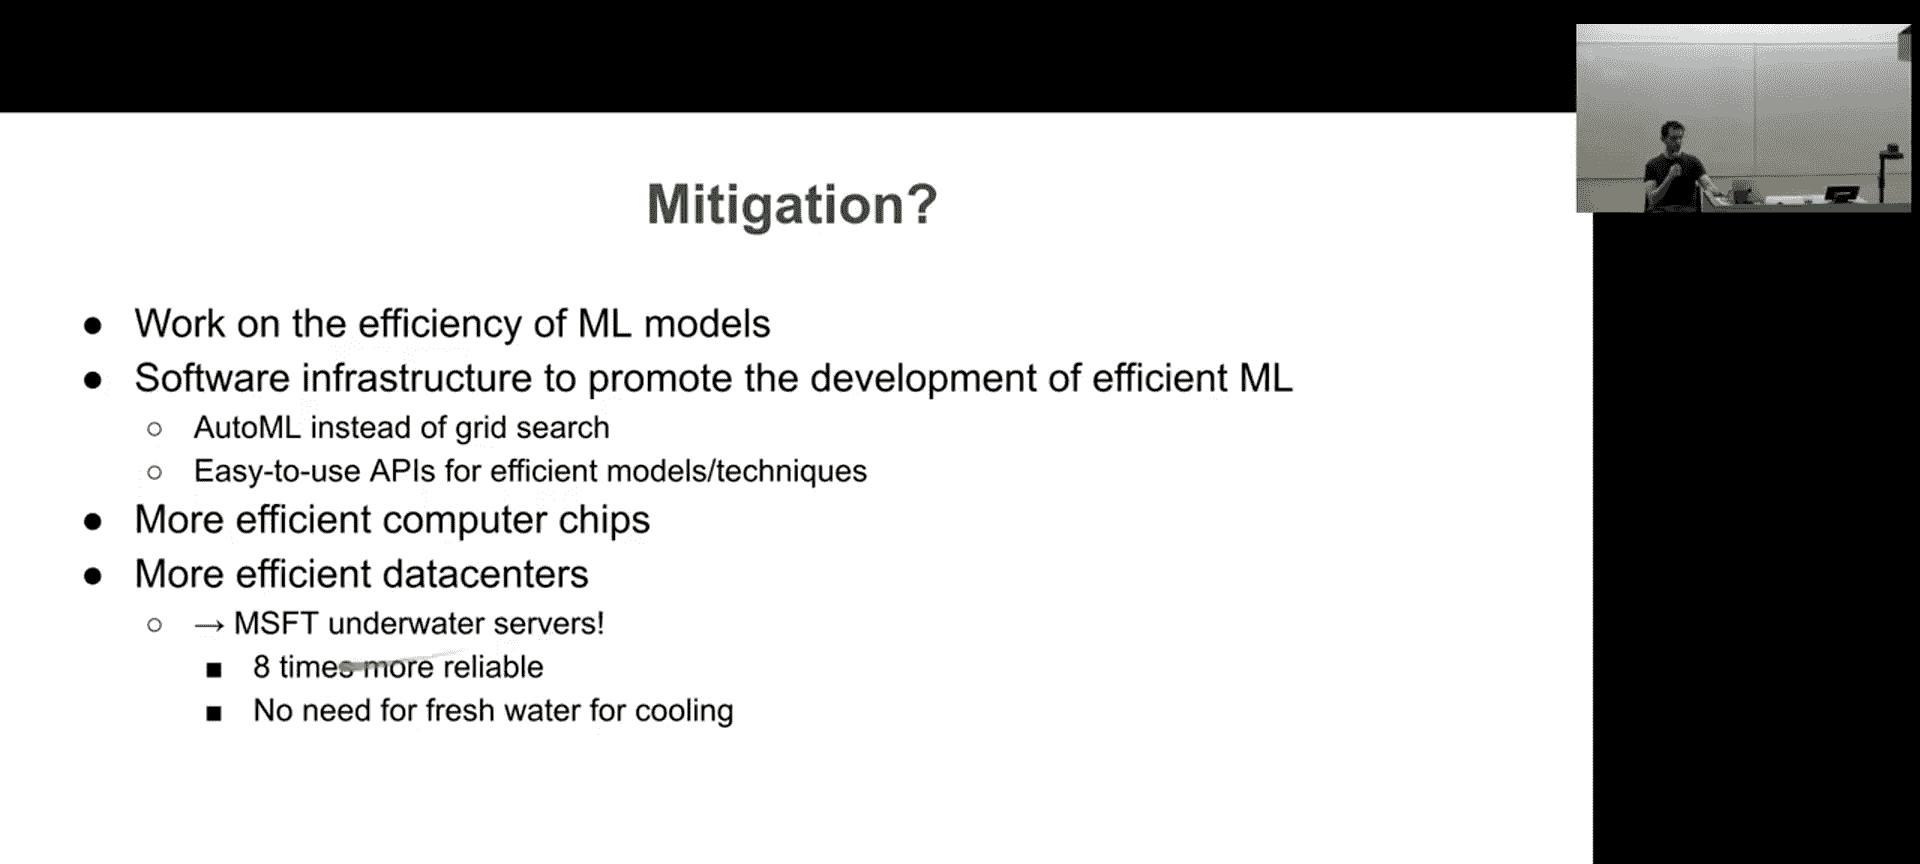 Mitigation?
● Work on the efficiency of ML models
● Software infrastructure to promote the development of efficient ML
○ AutoML instead of grid search
○ Easy-to-use APIs for efficient models/techniques
● More efficient computer chips
● More efficient datacenters
○ → MSFT underwater servers!
■ 8 times more reliable
■ No need for fresh water for cooling